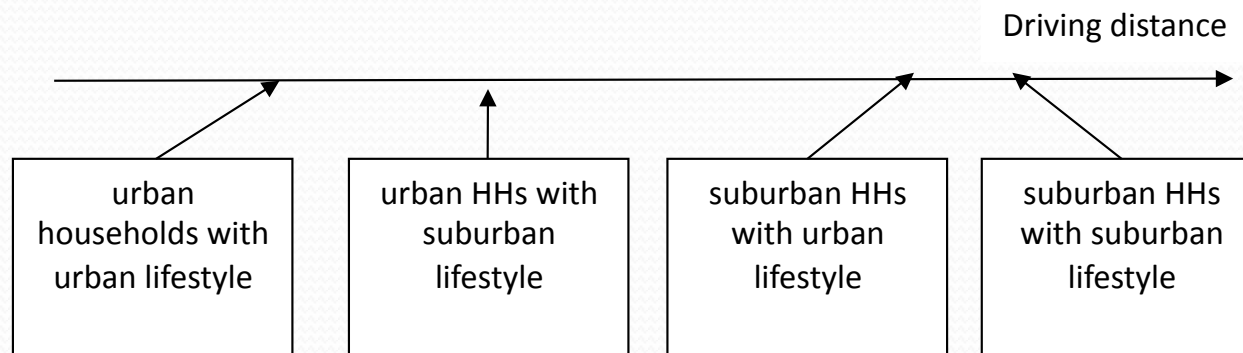 Driving distance
urban
households with
urban lifestyle
urban HHs with
suburban
lifestyle
suburban HHs
with urban
lifestyle
suburban HHs
with suburban
lifestyle